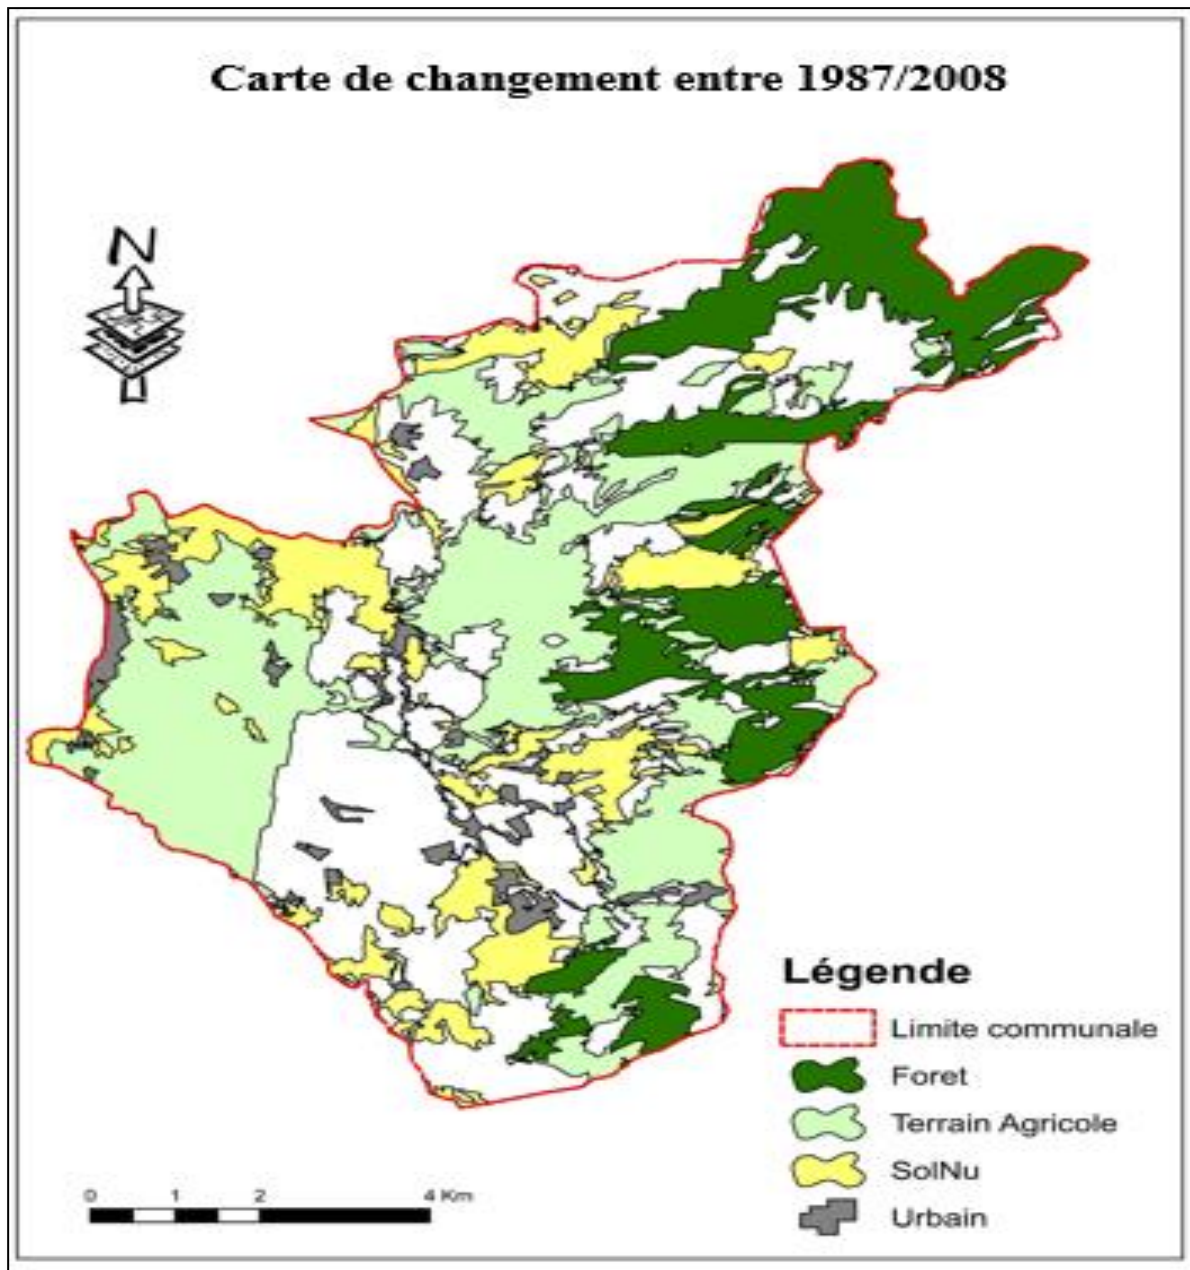 Carte de changement entre 1987/2008
N
Légende
Limite communale
Foret
Terrain Agricole
SolNu
Urbain
0 1 2 4 Km